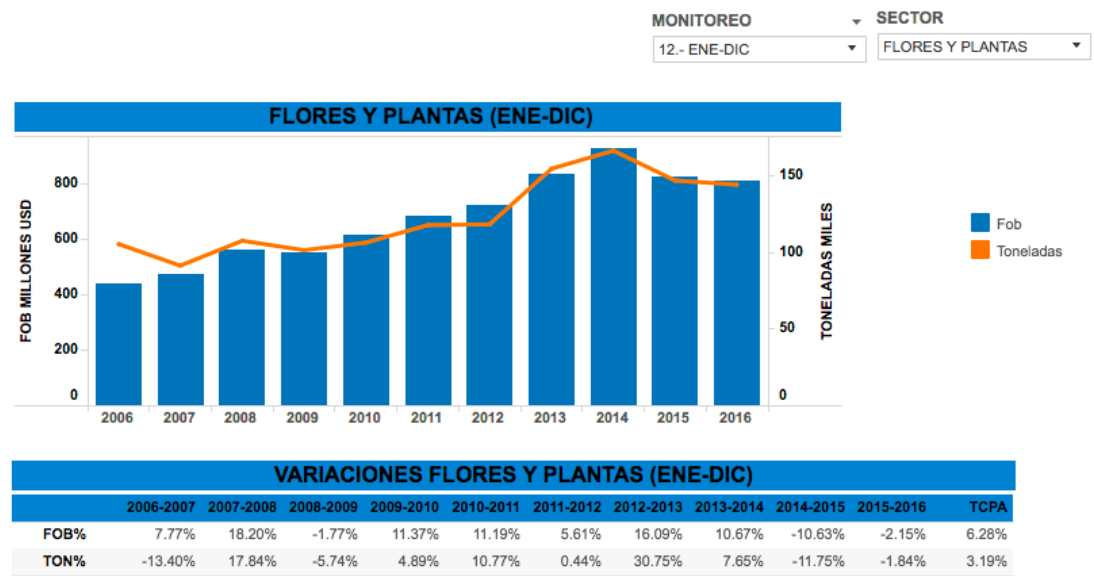 MONITOREO SECTOR
12.- ENE-DIC FLORES Y PLANTAS
FLORES Y PLANTAS (ENE-DIC)
FOB MILLONES USD
800
600
400
200
0
150
100
50
0
TONELADAS MILES
Fob
Toneladas
2006 2007 2008 2009 2010 2011 2012 2013 2014 2015 2016
VARIACIONES FLORES Y PLANTAS (ENE-DIC)
2006-2007 2007-2008 2008-2009 2009-2010 2010-2011 2011-2012 2012-2013 2013-2014 2014-2015 2015-2016 TCPA
FOB% 7.77% 18.20% -1.77% 11.37% 11.19% 5.61% 16.09% 10.67% -10.63% -2.15% 6.28%
TON% -13.40% 17.84% -5.74% 4.89% 10.77% 0.44% 30.75% 7.65% -11.75% -1.84% 3.19%